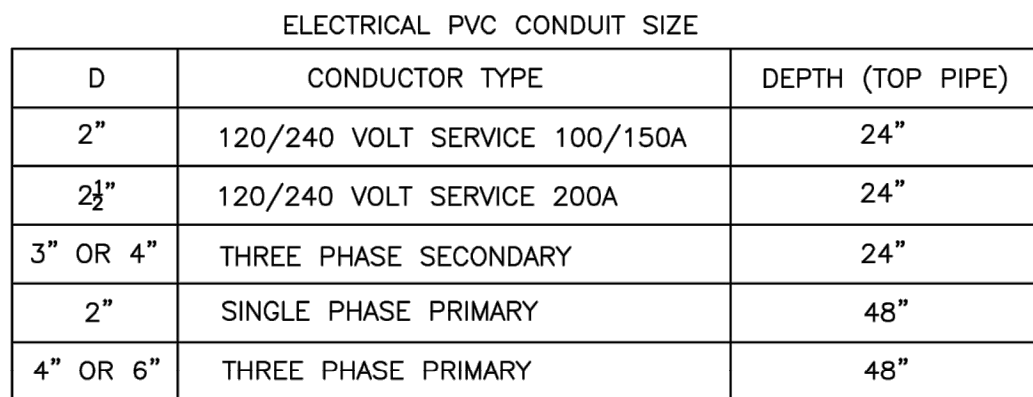 ELECTRICAL PVC CONDUIT SIZE
D CONDUCTOR TYPE DEPTH (TOP PIPE)
2” 120/240 VOLT SERVICE 100/150A 24”
2½” 120/240 VOLT SERVICE 200A 24”
3” OR 4” THREE PHASE SECONDARY 24”
2” SINGLE PHASE PRIMARY 48”
4” OR 6” THREE PHASE PRIMARY 48”